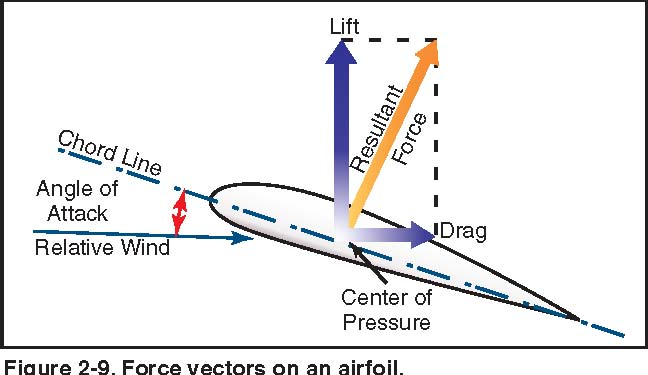 Lift
Resultant
Force
Chord Line
Angle of
Attack
Relative Wind
Drag
Center of
Pressure
Figure 2-9. Force vectors on an airfoil.